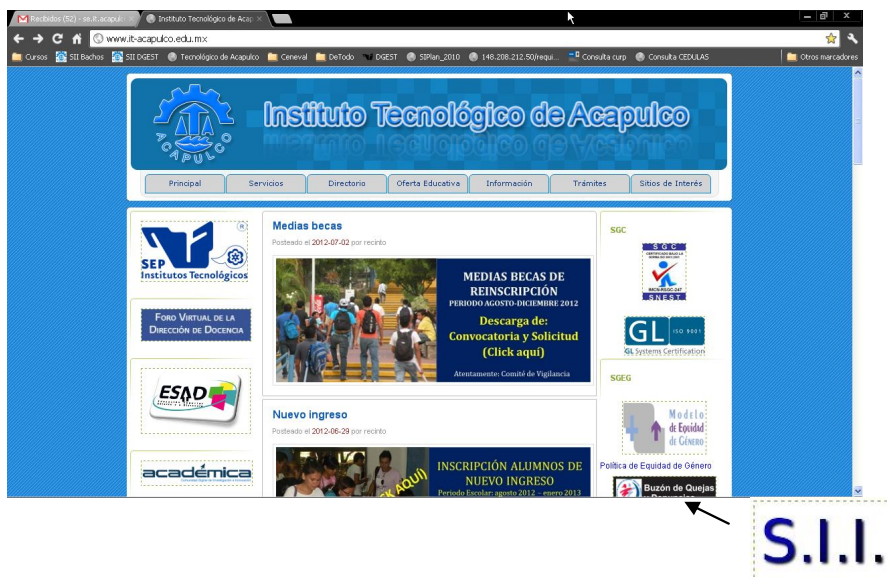 Recibidos (52) - se.it.acapulc
Instituto Tecnológico de Acap
www.it-acapulco.edu.mx
Cursos SII Bachos SII DGEST Tecnológico de Acapulco Ceneval DeTodo DGEST SIPlan_2010 148.208.212.50/requi... Consulta curp Consulta CEDULAS Otros marcadores
ACAPULCO
Instituto Tecnológico de Acapulco
Principal Servicios Directorio Oferta Educativa Información Trámites Sitios de Interés
SEP
Institutos Tecnológicos
FORO VIRTUAL DE LA
DIRECCIÓN DE DOCENCIA
ESAD
académica
Medias becas
Posteado el 2012-07-02 por recinto
MEDIAS BECAS DE
REINSCRIPCIÓN
PERIODO AGOSTO-DICIEMBRE 2012
Descarga de:
Convocatoria y Solicitud
(Click aquí)
Atentamente: Comité de Vigilancia
Nuevo ingreso
Posteado el 2012-06-29 por recinto
CK AQUÍ)
INSCRIPCIÓN ALUMNOS DE
NUEVO INGRESO
Periodo Escolar: agosto 2012 - enero 2013
SGC
SGC
SNEST
GL ISO 9001
GL Systems Certification
SGEG
Modelo
de Equidad
de Género
Política de Equidad de Género
Buzón de Quejas
S.I.I.